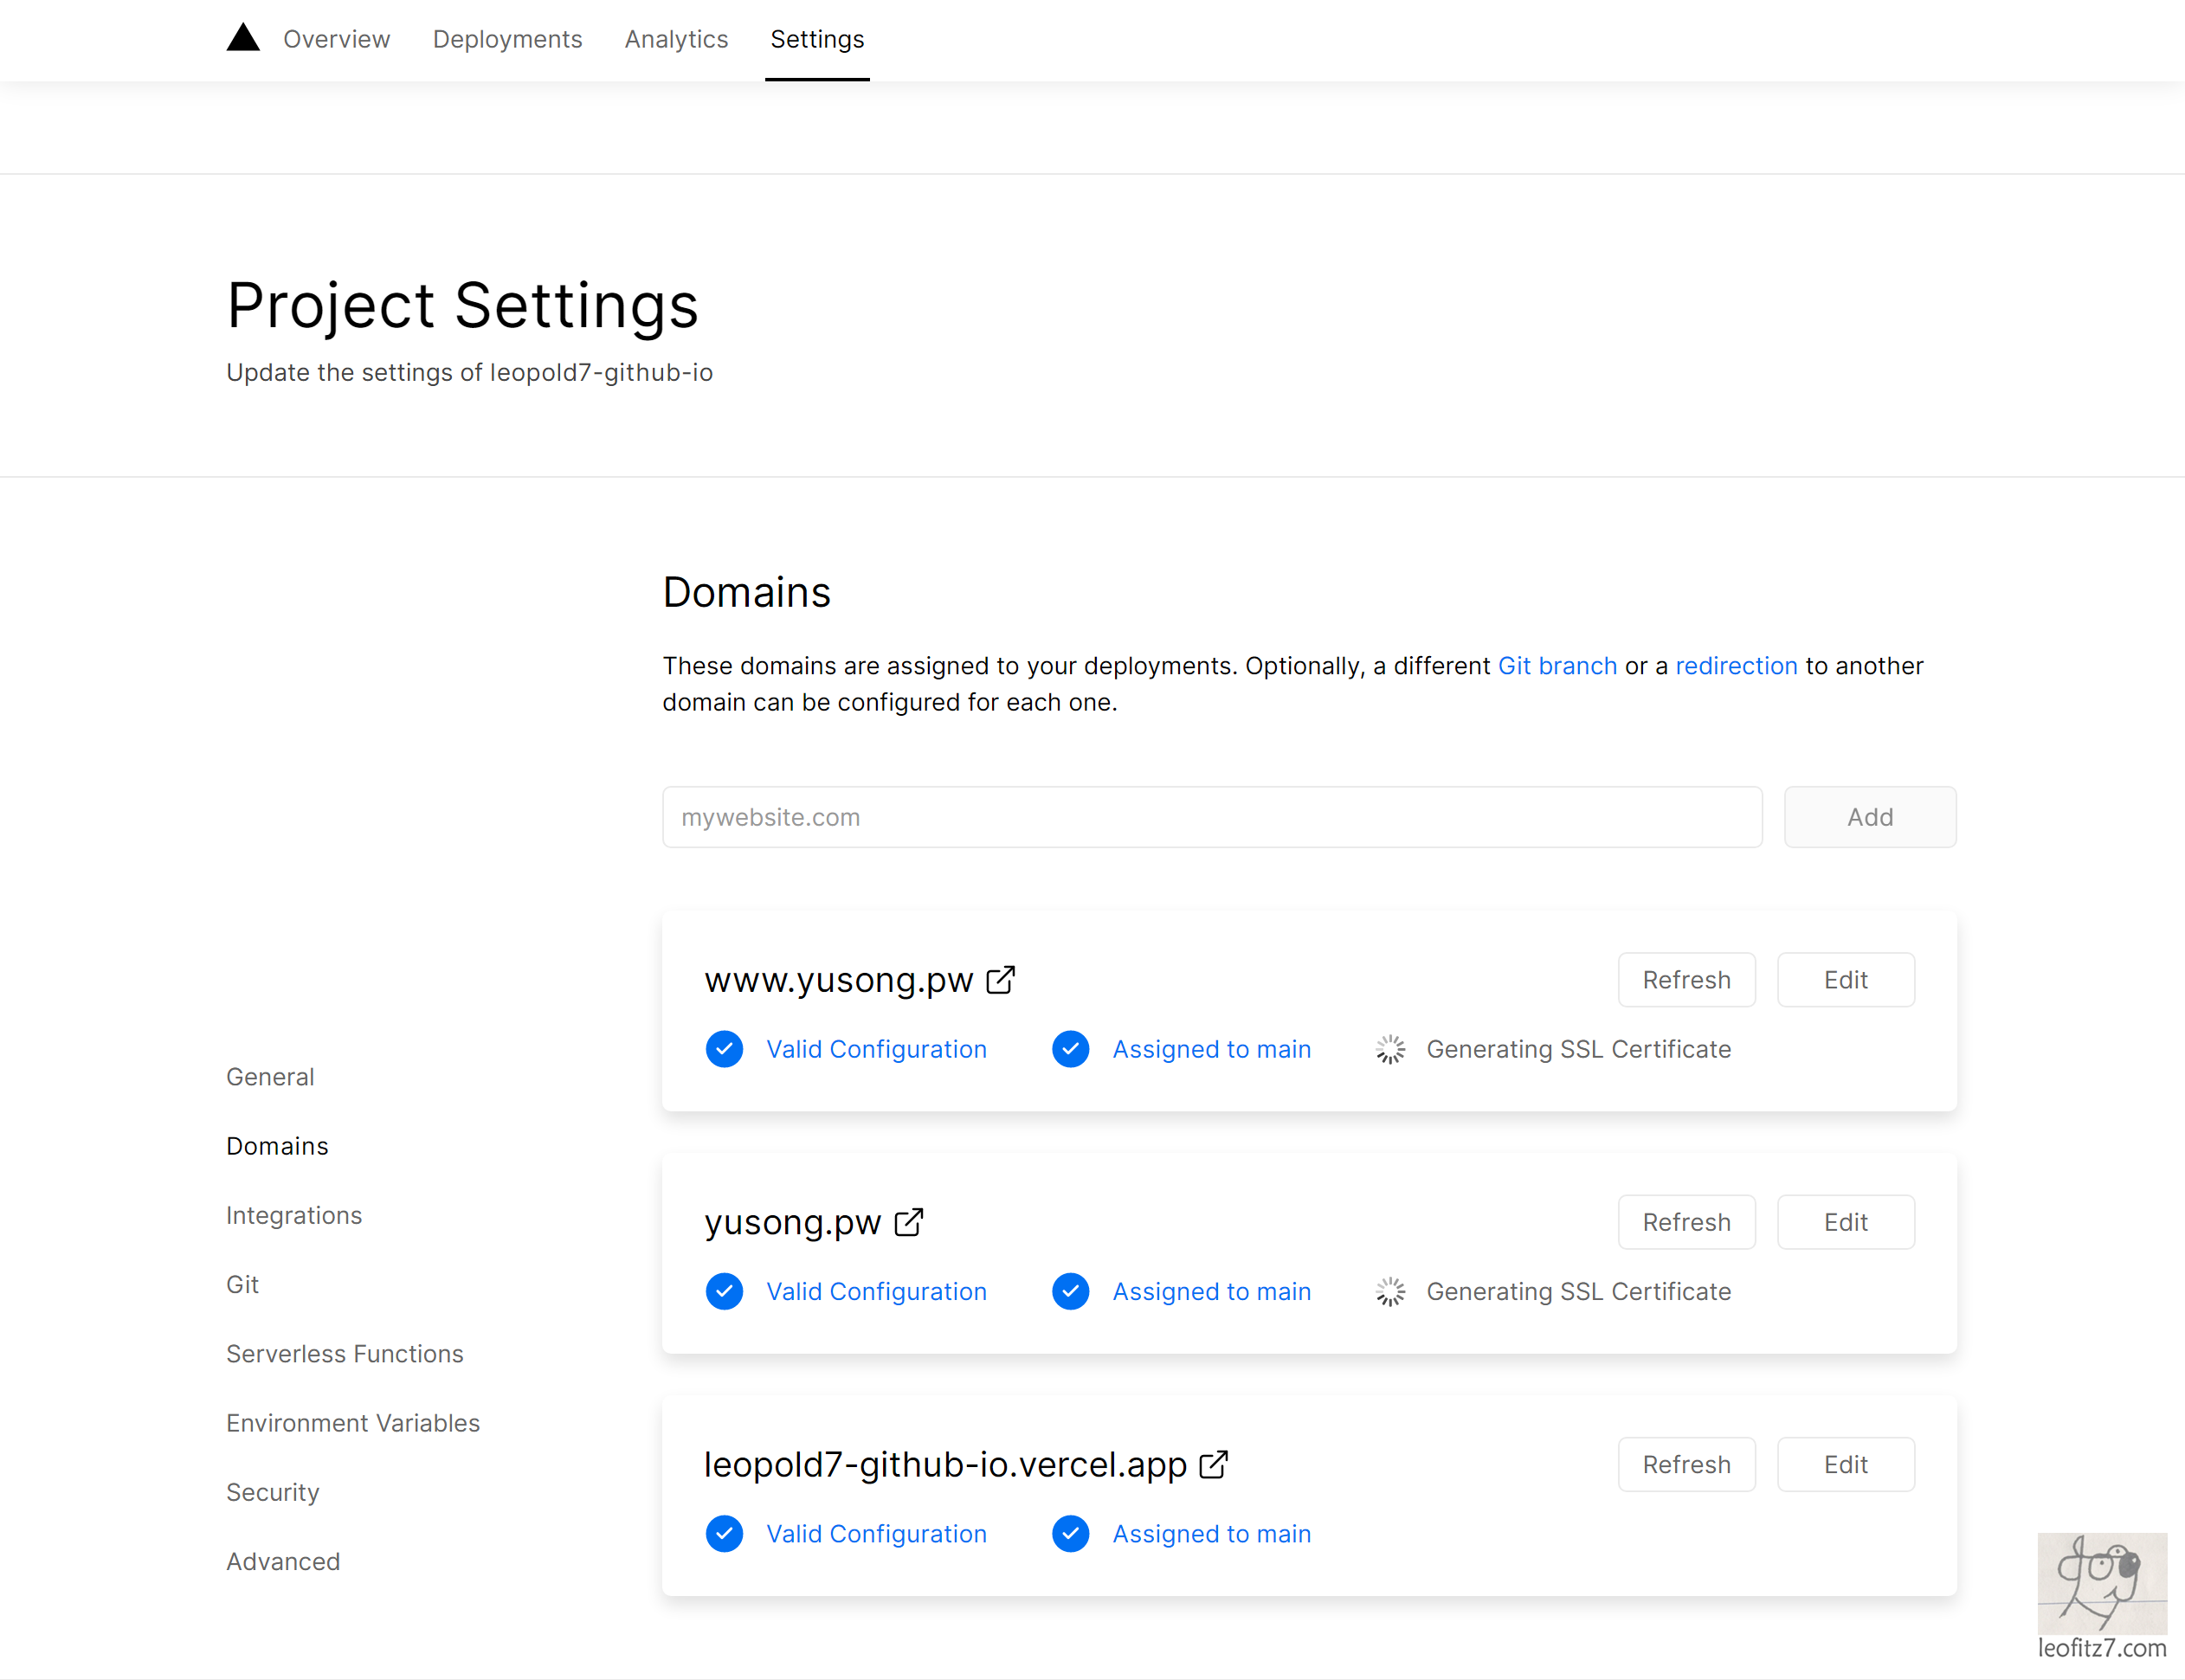 Overview Deployments Analytics Settings
Project Settings
Update the settings of leopold7-github-io
Domains
These domains are assigned to your deployments. Optionally, a different Git branch or a redirection to another
domain can be configured for each one.
mywebsite.com Add
www.yusong.pw Refresh Edit
Valid Configuration Assigned to main Generating SSL Certificate
General
Domains
Integrations
Git
Serverless Functions
Environment Variables
Security
Advanced
yusong.pw Refresh Edit
Valid Configuration Assigned to main Generating SSL Certificate
leopold7-github-io.vercel.app Refresh Edit
Valid Configuration Assigned to main
dog
leofitz7.com